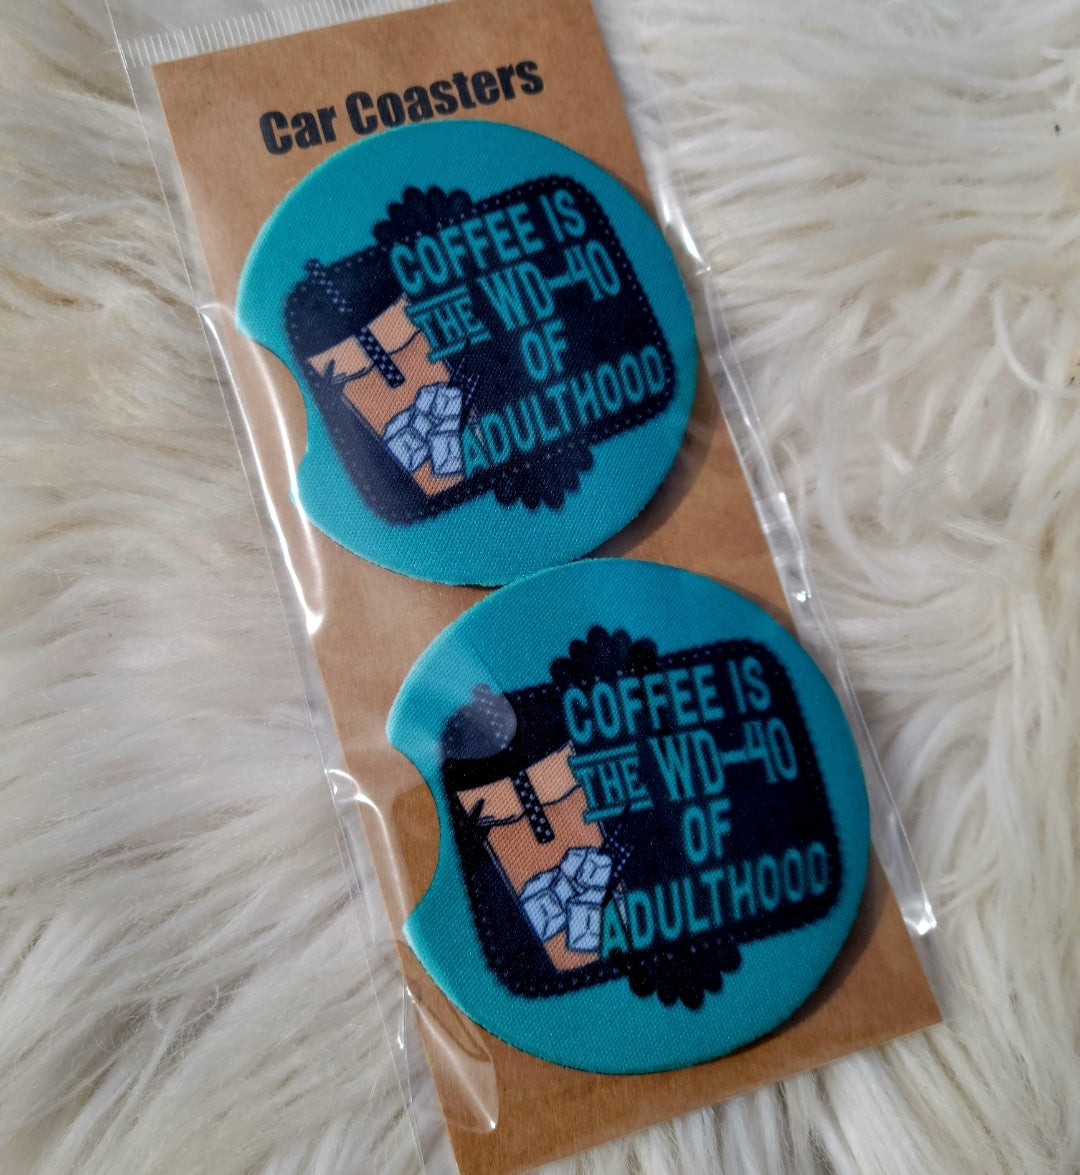 Car Coasters
COFFEE IS
THE WD-40
OF
ADULTHOOD
COFFEE IS
THE WD-40
OF
ADULTHOOD